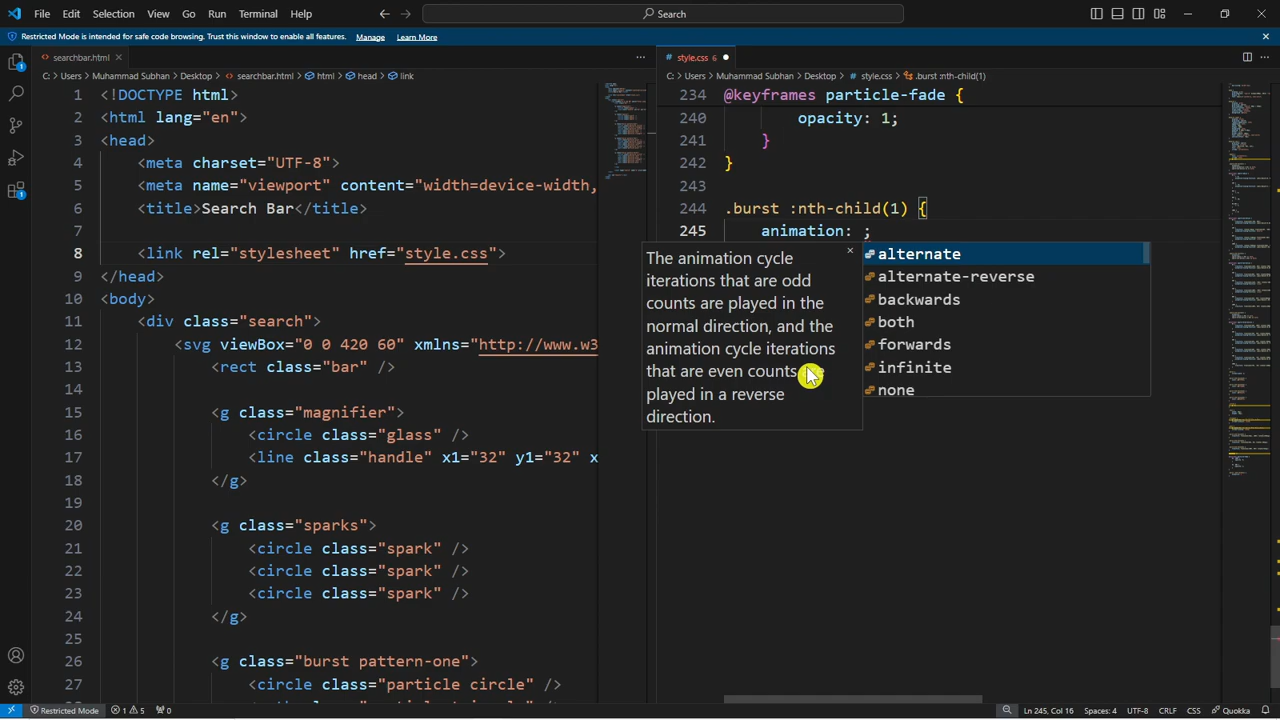 File Edit Selection View Go Run Terminal Help
Search
Restricted Mode is intended for safe code browsing. Trust this window to enable all features. Manage Learn More
searchbar.html
C: > Users > Muhammad Subhan > Desktop > searchbar.html > html > head > link
1 <!DOCTYPE html>
2 <html lang="en">
3 <head>
4 <meta charset="UTF-8">
5 <meta name="viewport" content="width=device-width,
6 <title>Search Bar</title>
7
8 <link rel="stylesheet" href="style.css">
9 </head>
10 <body>
11 <div class="search">
12 <svg viewBox="0 0 420 60" xmlns="http://www.w3
13 <rect class="bar" />
14
15 <g class="magnifier">
16 <circle class="glass" />
17 <line class="handle" x1="32" y1="32" x
18 </g>
19
20 <g class="sparks">
21 <circle class="spark" />
22 <circle class="spark" />
23 <circle class="spark" />
24 </g>
25
26 <g class="burst pattern-one">
27 <circle class="particle circle" />
style.css 6
C: > Users > Muhammad Subhan > Desktop > style.css > .burst :nth-child(1)
234 @keyframes particle-fade {
240 opacity: 1;
241 }
242 }
243
244 .burst :nth-child(1) {
245 animation: ;
The animation cycle
iterations that are odd
counts are played in the
normal direction, and the
animation cycle iterations
that are even counts
played in a reverse
direction.
alternate
alternate-reverse
backwards
both
forwards
infinite
none
Restricted Mode 1 5 0
Ln 245, Col 16 Spaces: 4 UTF-8 CRLF CSS Quokka